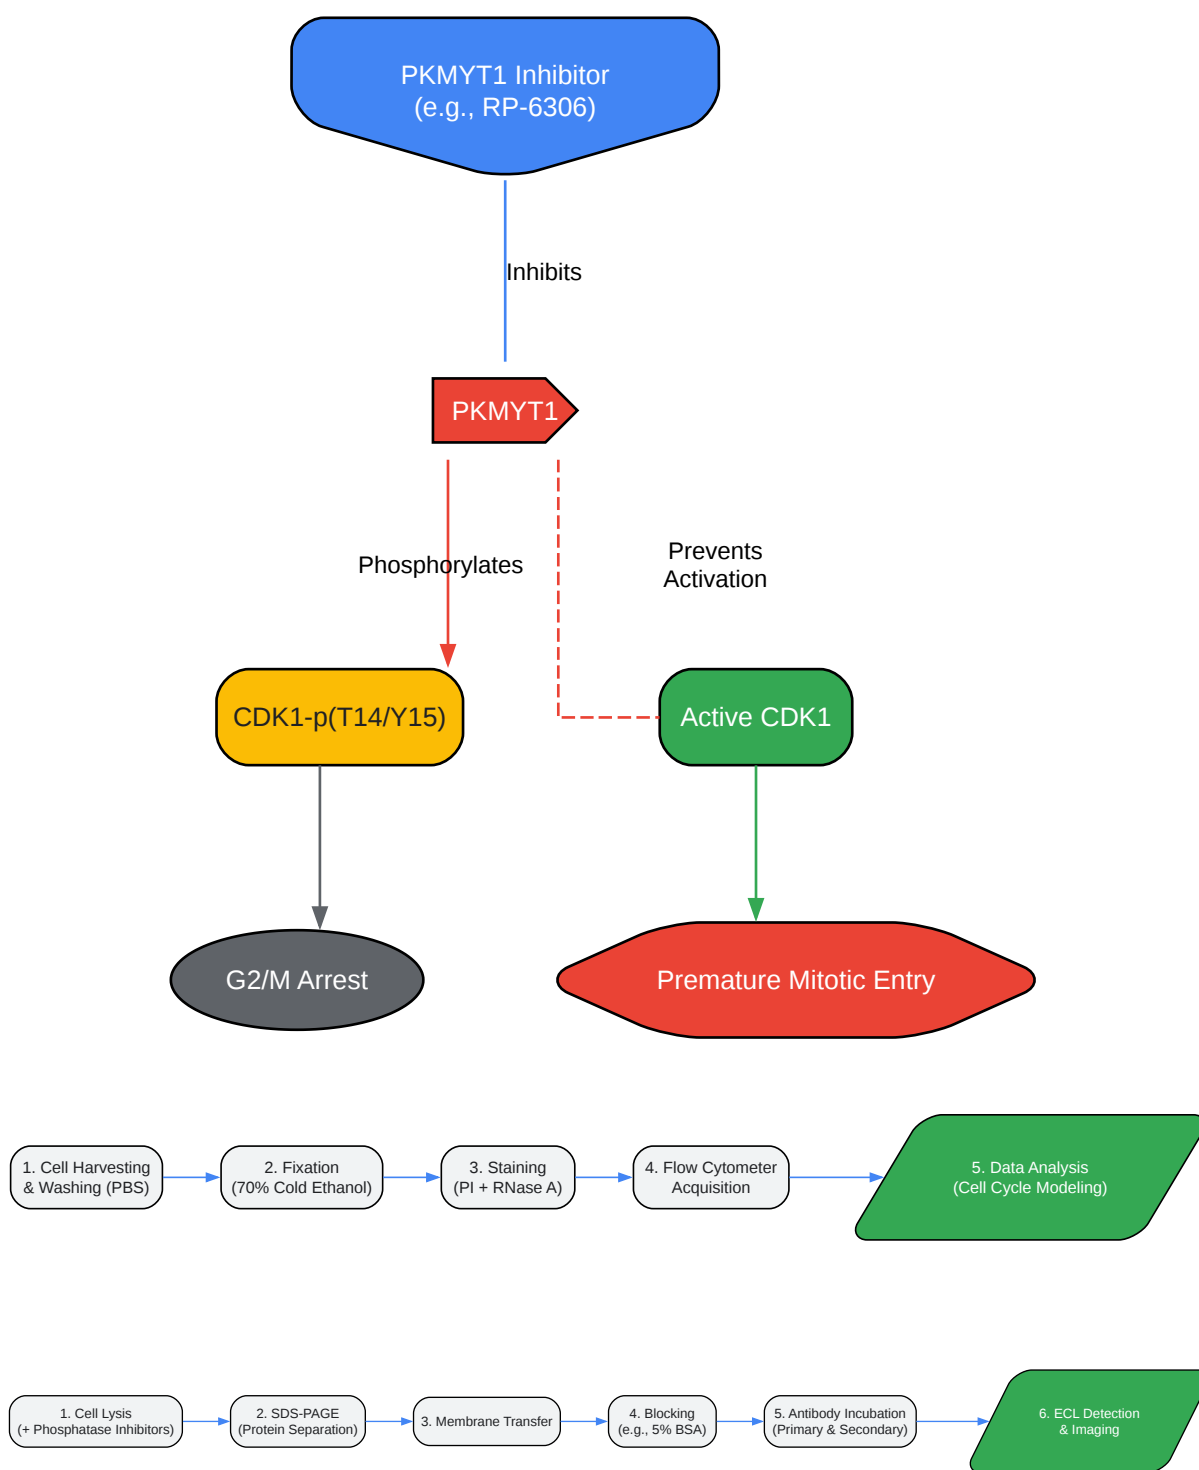 PKMYT1 Inhibitor
(e.g., RP-6306)
Inhibits
PKMYT1
Phosphorylates
Prevents
Activation
CDK1-p(T14/Y15)
Active CDK1
G2/M Arrest
Premature Mitotic Entry
1. Cell Harvesting
& Washing (PBS)
2. Fixation
(70% Cold Ethanol)
3. Staining
(PI + RNase A)
4. Flow Cytometer
Acquisition
5. Data Analysis
(Cell Cycle Modeling)
1. Cell Lysis
(+ Phosphatase Inhibitors)
2. SDS-PAGE
(Protein Separation)
3. Membrane Transfer
4. Blocking
(e.g., 5% BSA)
5. Antibody Incubation
(Primary & Secondary)
6. ECL Detection
& Imaging